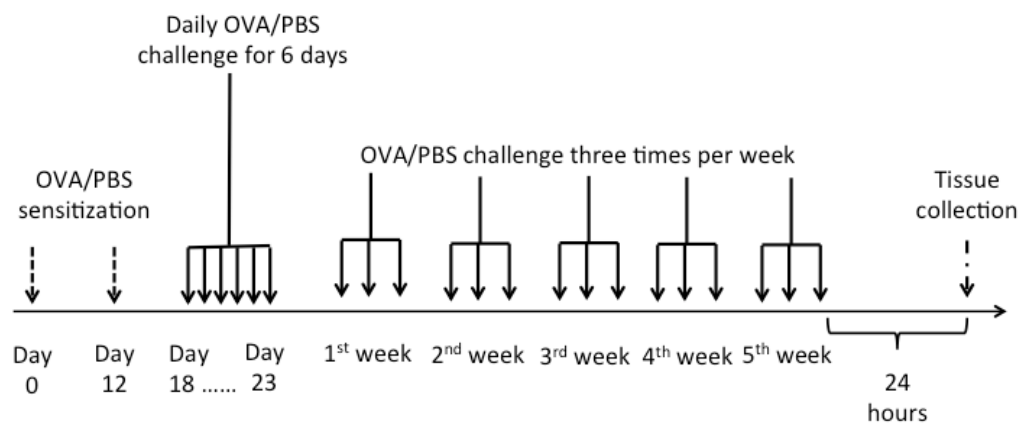 Daily OVA/PBS
challenge for 6 days
OVA/PBS challenge three times per week
OVA/PBS
sensitization
Tissue
collection
Day
0
Day
12
Day
18 ......
Day
23
1st week
2nd week
3rd week
4th week
5th week
24
hours